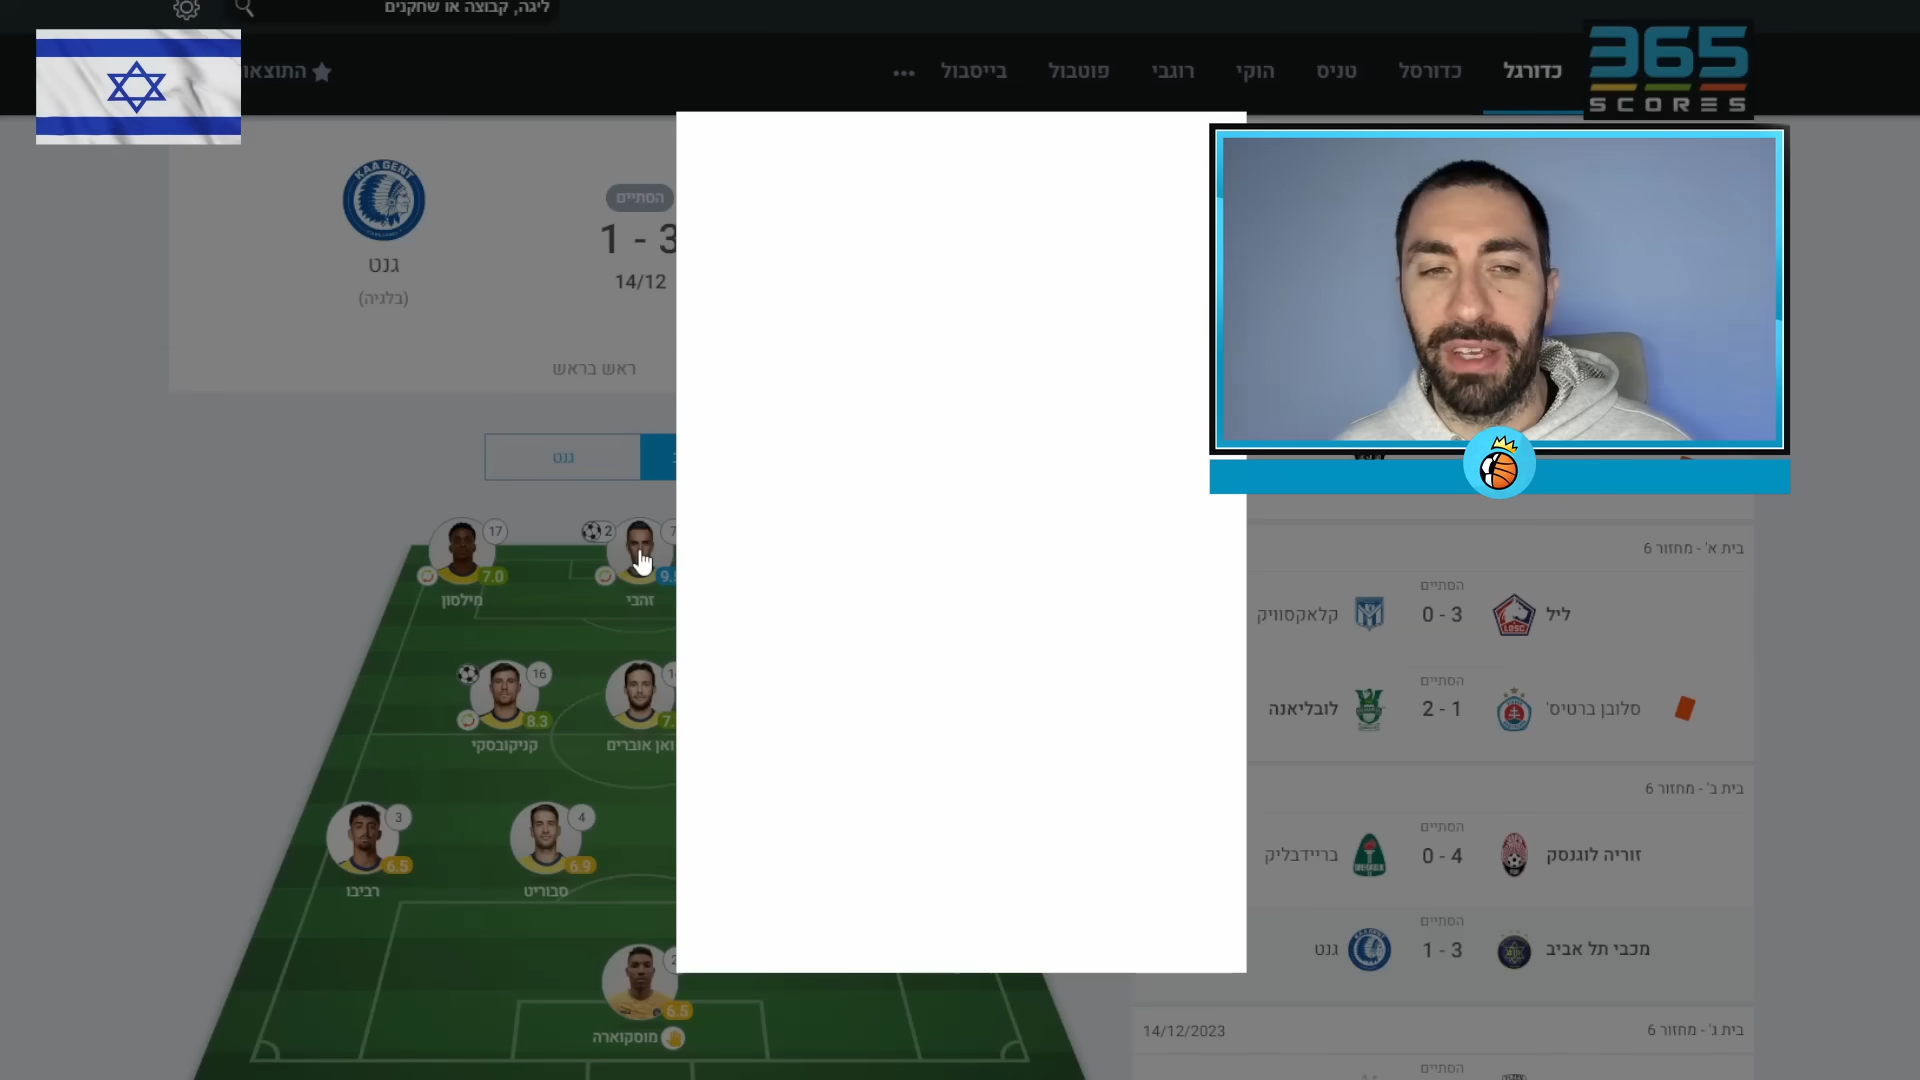 ליגה, קבוצה או שחקנים
365
SCORES
כדורגל
כדורסל
טניס
הוקי
רוגבי
פוטבול
בייסבול
•••
KAA GENT
הסתיים
1 - 3
14/12
גנט
(בלגיה)
ראש בראש
גנט
17
7.0
מילסון
2
זהבי
16
8.3
קניקובסקי
ואן אוברים
3
6.5
רביבו
4
6.9
סבוריט
6.5
מוסקוארה
בית א' - מחזור 6
הסתיים
ליל
0 - 3
קלאקסוויק
הסתיים
סלובן ברטיס'
2 - 1
לובליאנה
בית ב' - מחזור 6
הסתיים
זוריה לוגנסק
0 - 4
בריידבליק
הסתיים
מכבי תל אביב
1 - 3
גנט
בית ג' - מחזור 6
14/12/2023
הסתיים